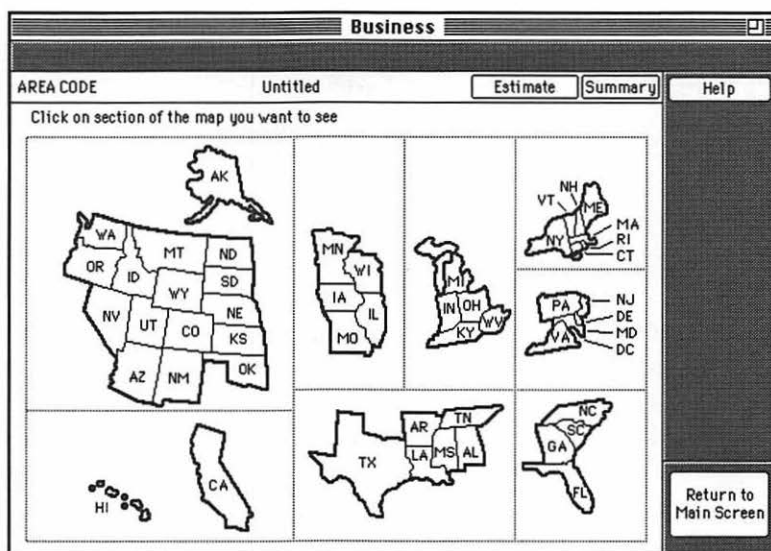 Business
AREA CODE Untitled Estimate Summary Help
Click on section of the map you want to see
AK
WA
MT
ND
OR
ID
SD
WY
NE
NV
UT
CO
KS
AZ
NM
OK
MN
WI
IA
IL
MO
MI
IN
OH
WV
KY
NH
VT
ME
MA
NY
RI
CT
PA
NJ
DE
VA
MD
DC
HI
CA
TX
AR
TN
LA
MS
AL
NC
SC
GA
FL
Return to
Main Screen